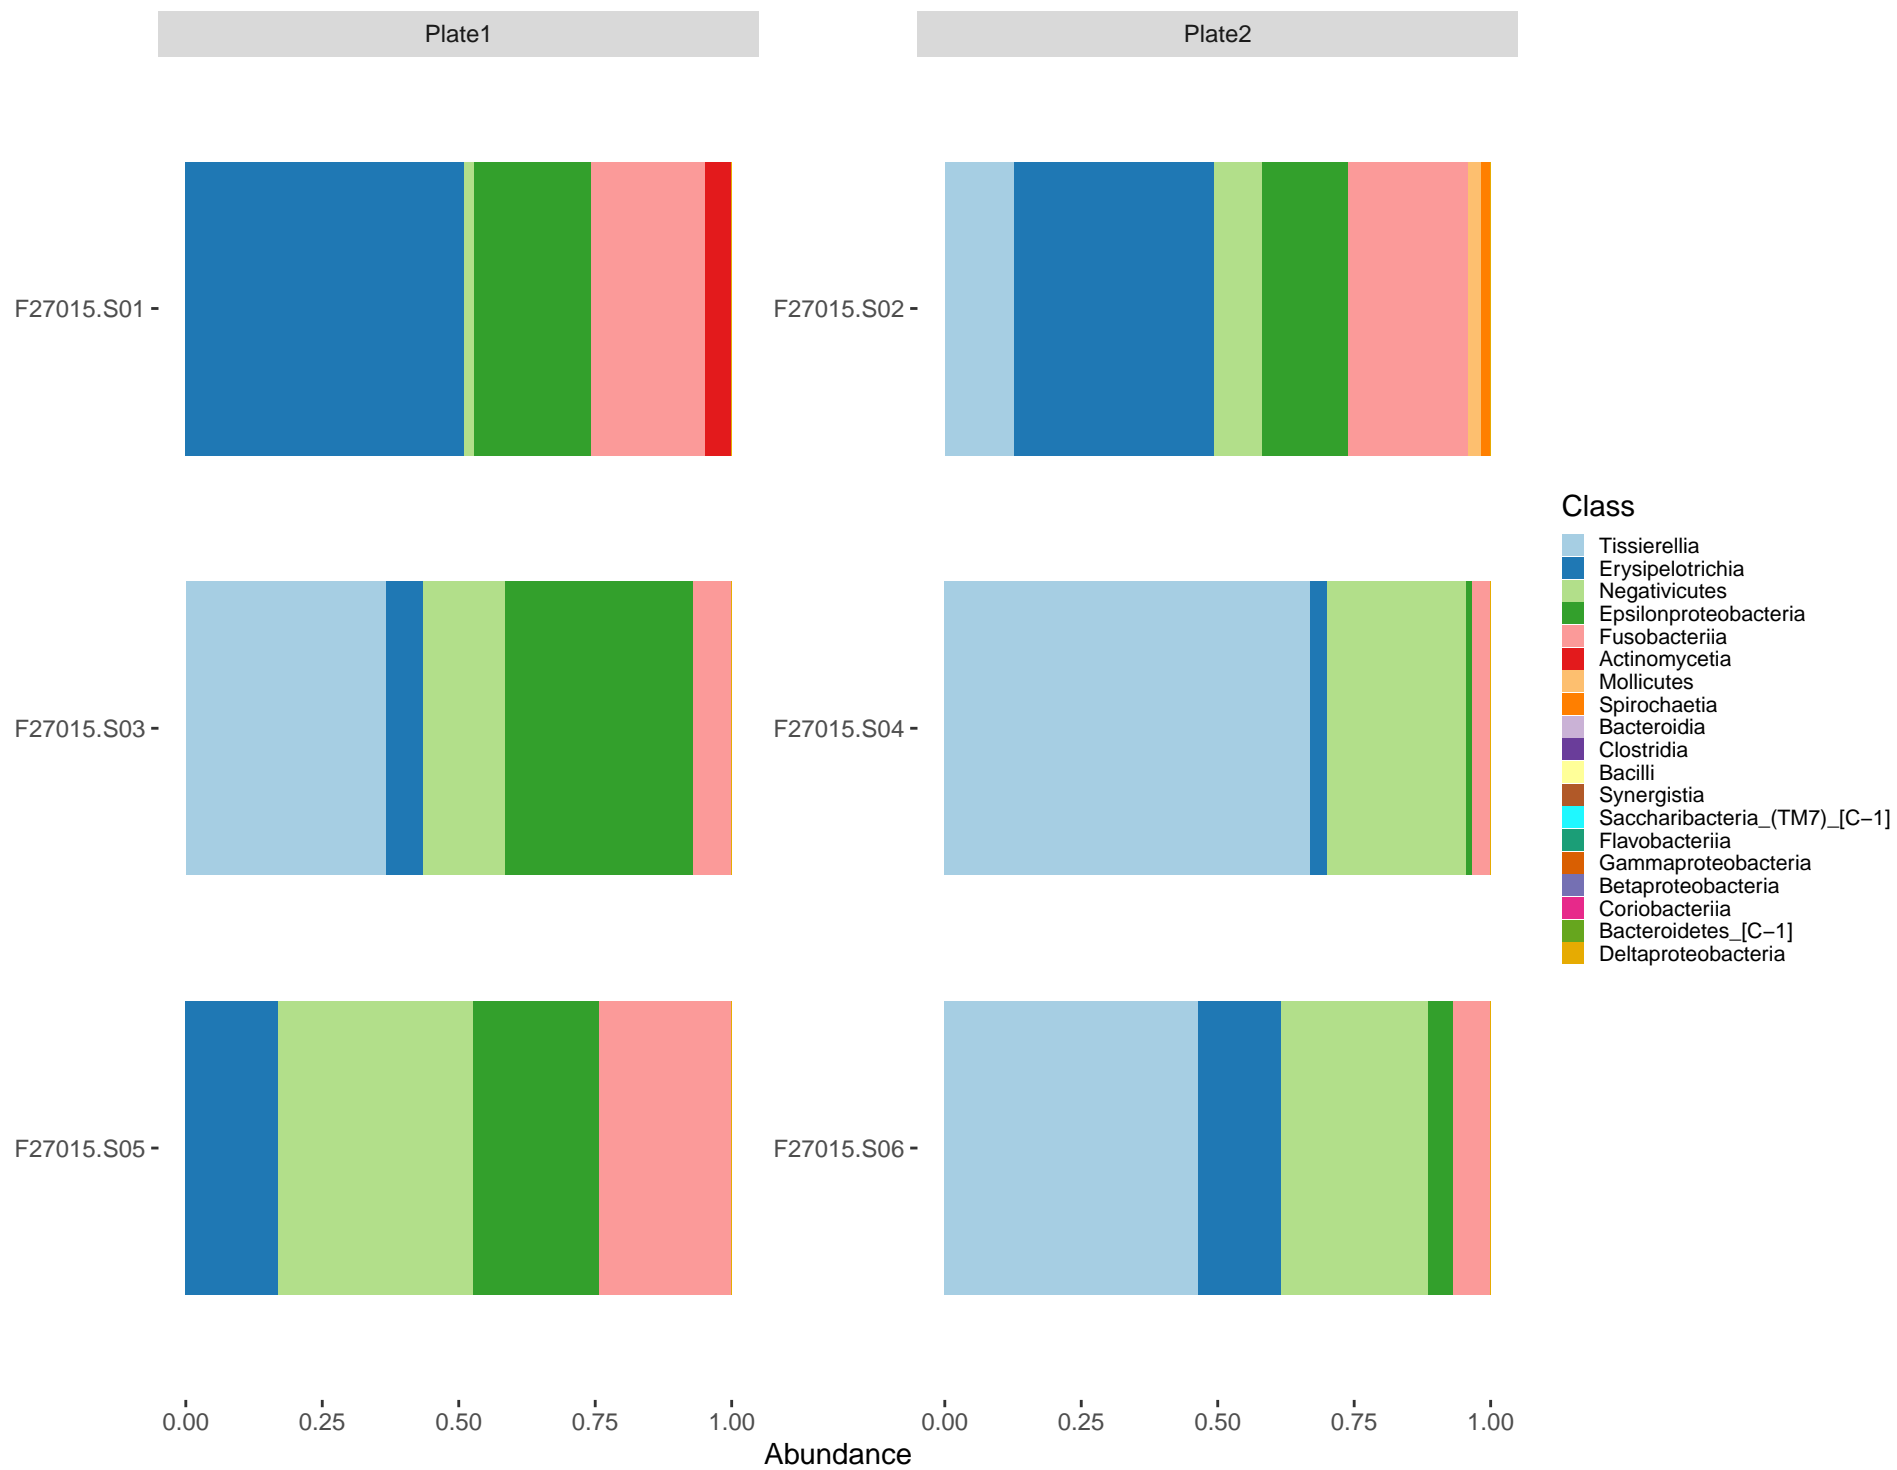 Plate1
Plate2
F27015.S01
F27015.S02
F27015.S03
F27015.S04
F27015.S05
F27015.S06
0.00 0.25 0.50 0.75 1.00
0.00 0.25 0.50 0.75 1.00
Abundance
Class
Tissierellia
Erysipelotrichia
Negativicutes
Epsilonproteobacteria
Fusobacteriia
Actinomycetia
Mollicutes
Spirochaetia
Bacteroidia
Clostridia
Bacilli
Synergistia
Saccharibacteria_(TM7)_[C−1]
Flavobacteriia
Gammaproteobacteria
Betaproteobacteria
Coriobacteriia
Bacteroidetes_[C−1]
Deltaproteobacteria